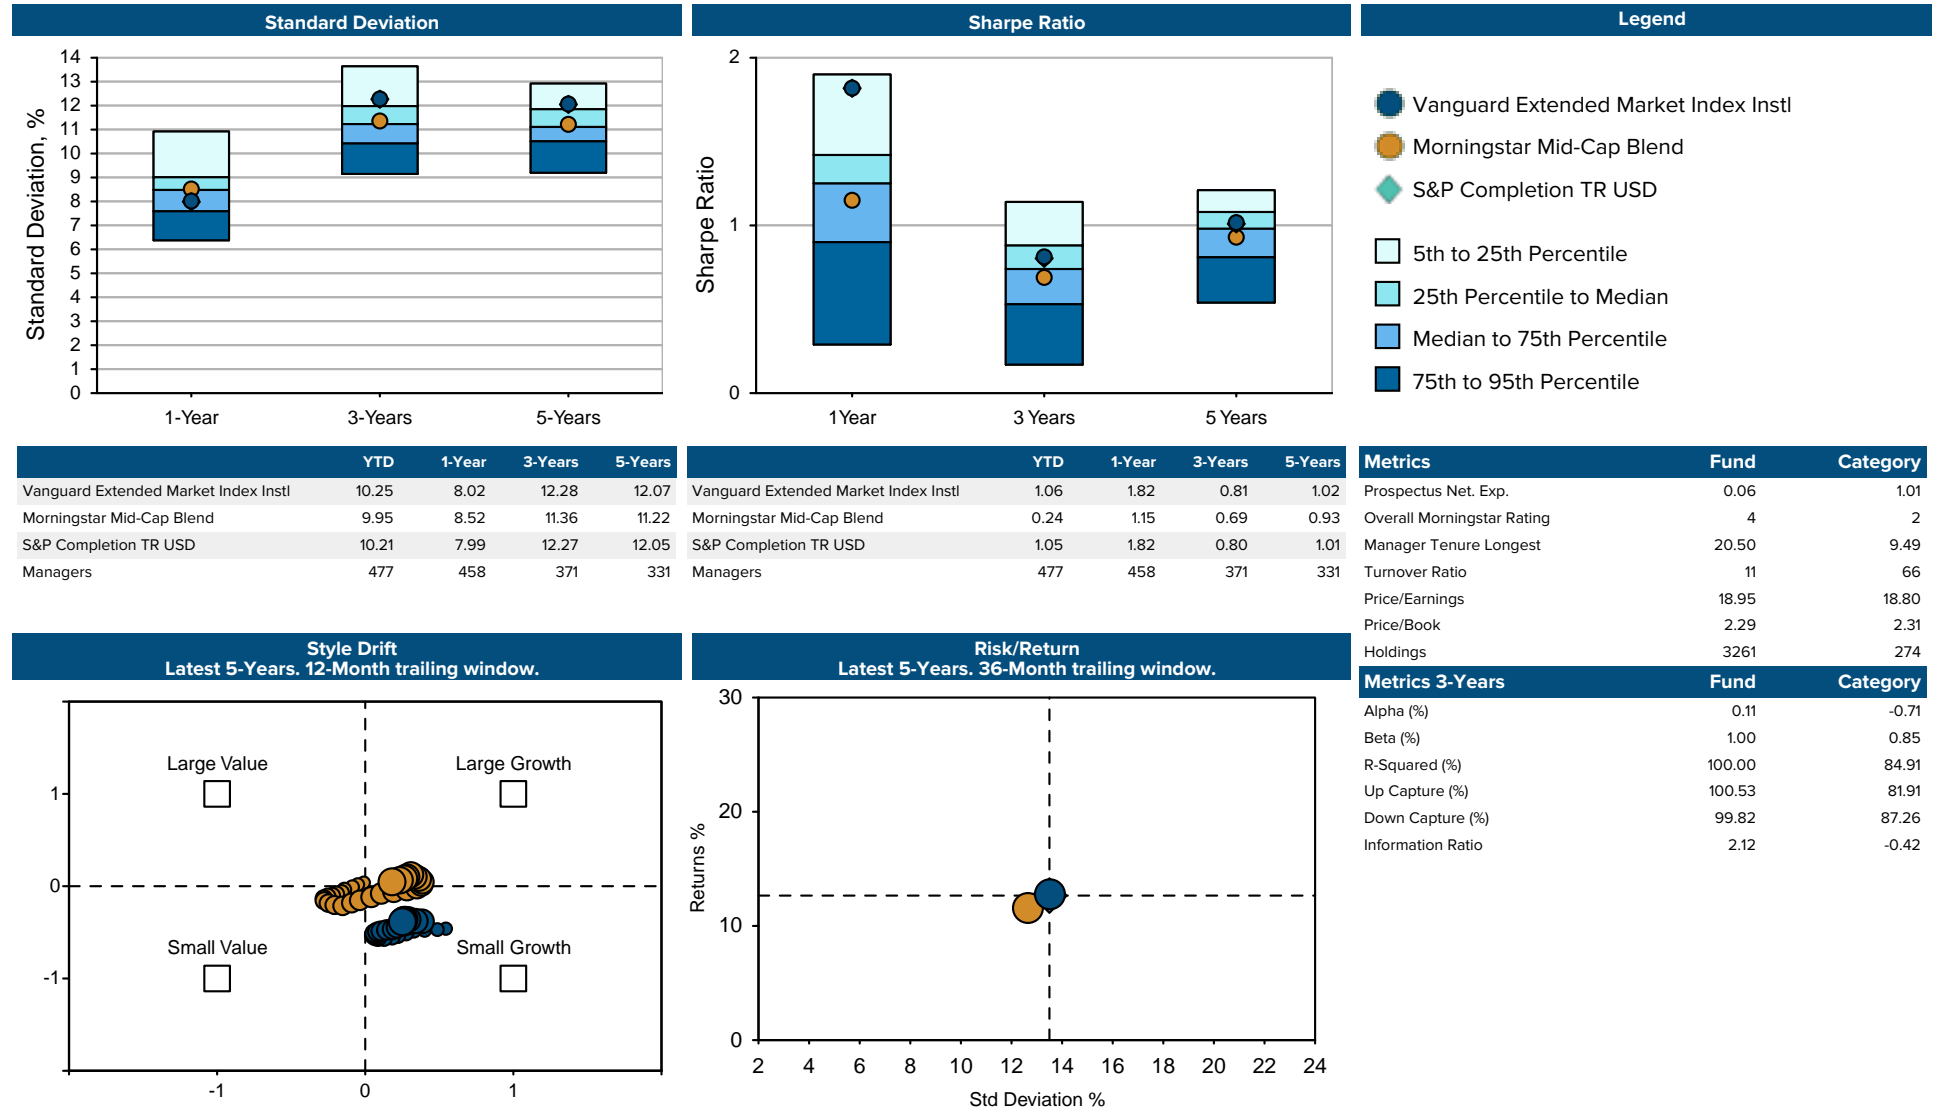 Standard Deviation
14
13
12
11
10
9
8
7
6
5
4
3
2
1
0
Standard Deviation, %
1-Year
3-Years
5-Years
Sharpe Ratio
2
1
0
Sharpe Ratio
1Year
3 Years
5 Years
Legend
Vanguard Extended Market Index Instl
Morningstar Mid-Cap Blend
S&P Completion TR USD
5th to 25th Percentile
25th Percentile to Median
Median to 75th Percentile
75th to 95th Percentile
YTD 1-Year 3-Years 5-Years
Vanguard Extended Market Index Instl 10.25 8.02 12.28 12.07
Morningstar Mid-Cap Blend 9.95 8.52 11.36 11.22
S&P Completion TR USD 10.21 7.99 12.27 12.05
Managers 477 458 371 331
YTD 1-Year 3-Years 5-Years
Vanguard Extended Market Index Instl 1.06 1.82 0.81 1.02
Morningstar Mid-Cap Blend 0.24 1.15 0.69 0.93
S&P Completion TR USD 1.05 1.82 0.80 1.01
Managers 477 458 371 331
Metrics Fund Category
Prospectus Net. Exp. 0.06 1.01
Overall Morningstar Rating 4 2
Manager Tenure Longest 20.50 9.49
Turnover Ratio 11 66
Price/Earnings 18.95 18.80
Price/Book 2.29 2.31
Holdings 3261 274
Metrics 3-Years Fund Category
Alpha (%) 0.11 -0.71
Beta (%) 1.00 0.85
R-Squared (%) 100.00 84.91
Up Capture (%) 100.53 81.91
Down Capture (%) 99.82 87.26
Information Ratio 2.12 -0.42
Style Drift
Latest 5-Years. 12-Month trailing window.
Large Value
Large Growth
1
0
Small Value
Small Growth
-1
-1 0 1
Risk/Return
Latest 5-Years. 36-Month trailing window.
30
20
10
0
Returns %
2 4 6 8 10 12 14 16 18 20 22 24
Std Deviation %